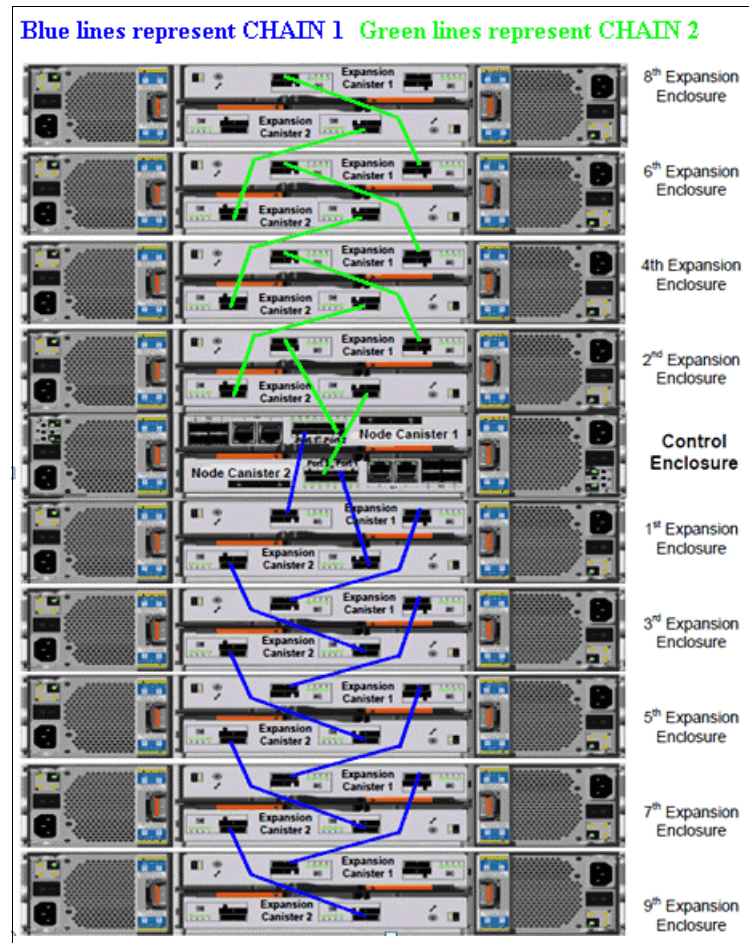 Blue lines represent CHAIN 1 Green lines represent CHAIN 2
Expansion
Canister 1
Expansion
Canister 2
8th Expansion
Enclosure
Expansion
Canister 1
Expansion
Canister 2
6th Expansion
Enclosure
Expansion
Canister 1
Expansion
Canister 2
4th Expansion
Enclosure
Expansion
Canister 1
Expansion
Canister 2
2nd Expansion
Enclosure
Node Canister 1
Node Canister 2
Control
Enclosure
Expansion
Canister 1
Expansion
Canister 2
1st Expansion
Enclosure
Expansion
Canister 1
Expansion
Canister 2
3rd Expansion
Enclosure
Expansion
Canister 1
Expansion
Canister 2
5th Expansion
Enclosure
Expansion
Canister 1
Expansion
Canister 2
7th Expansion
Enclosure
Expansion
Canister 1
Expansion
Canister 2
9th Expansion
Enclosure